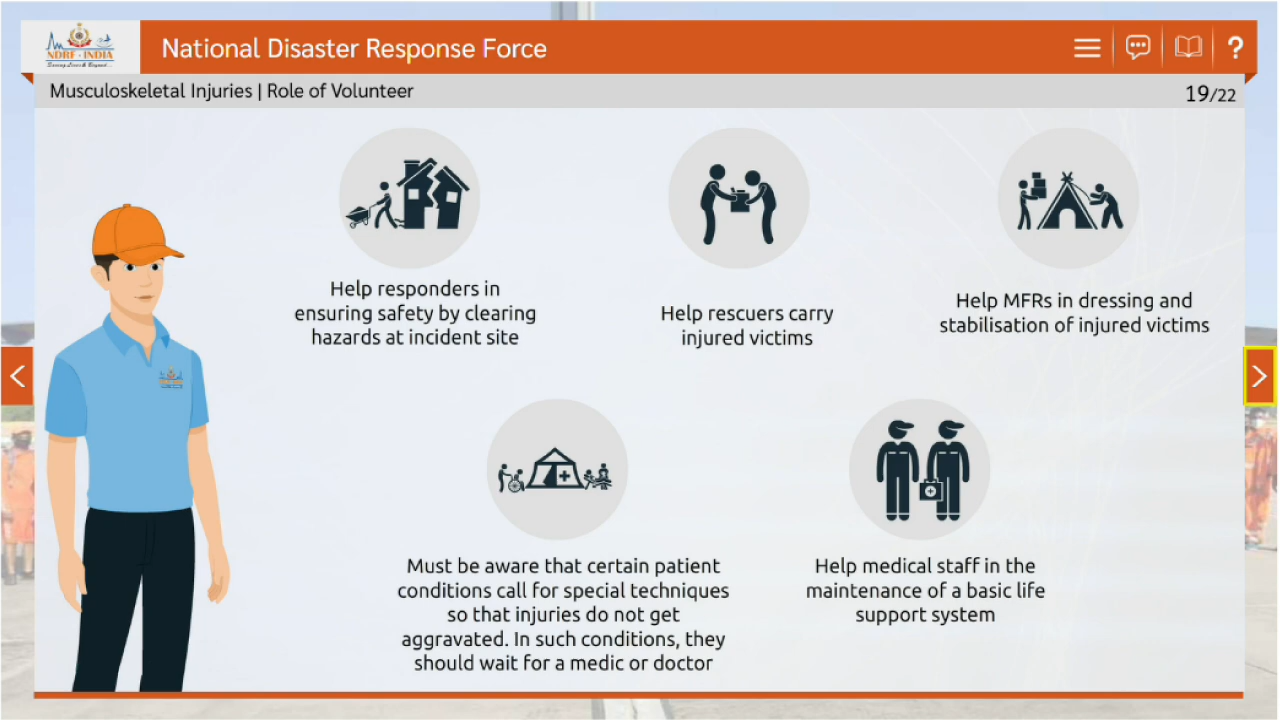 NDRF - INDIA
National Disaster Response Force
?
Musculoskeletal Injuries | Role of Volunteer
19/22
Help responders in
ensuring safety by clearing
hazards at incident site
Help rescuers carry
injured victims
Help MFRs in dressing and
stabilisation of injured victims
Must be aware that certain patient
conditions call for special techniques
so that injuries do not get
aggravated. In such conditions, they
should wait for a medic or doctor
Help medical staff in the
maintenance of a basic life
support system